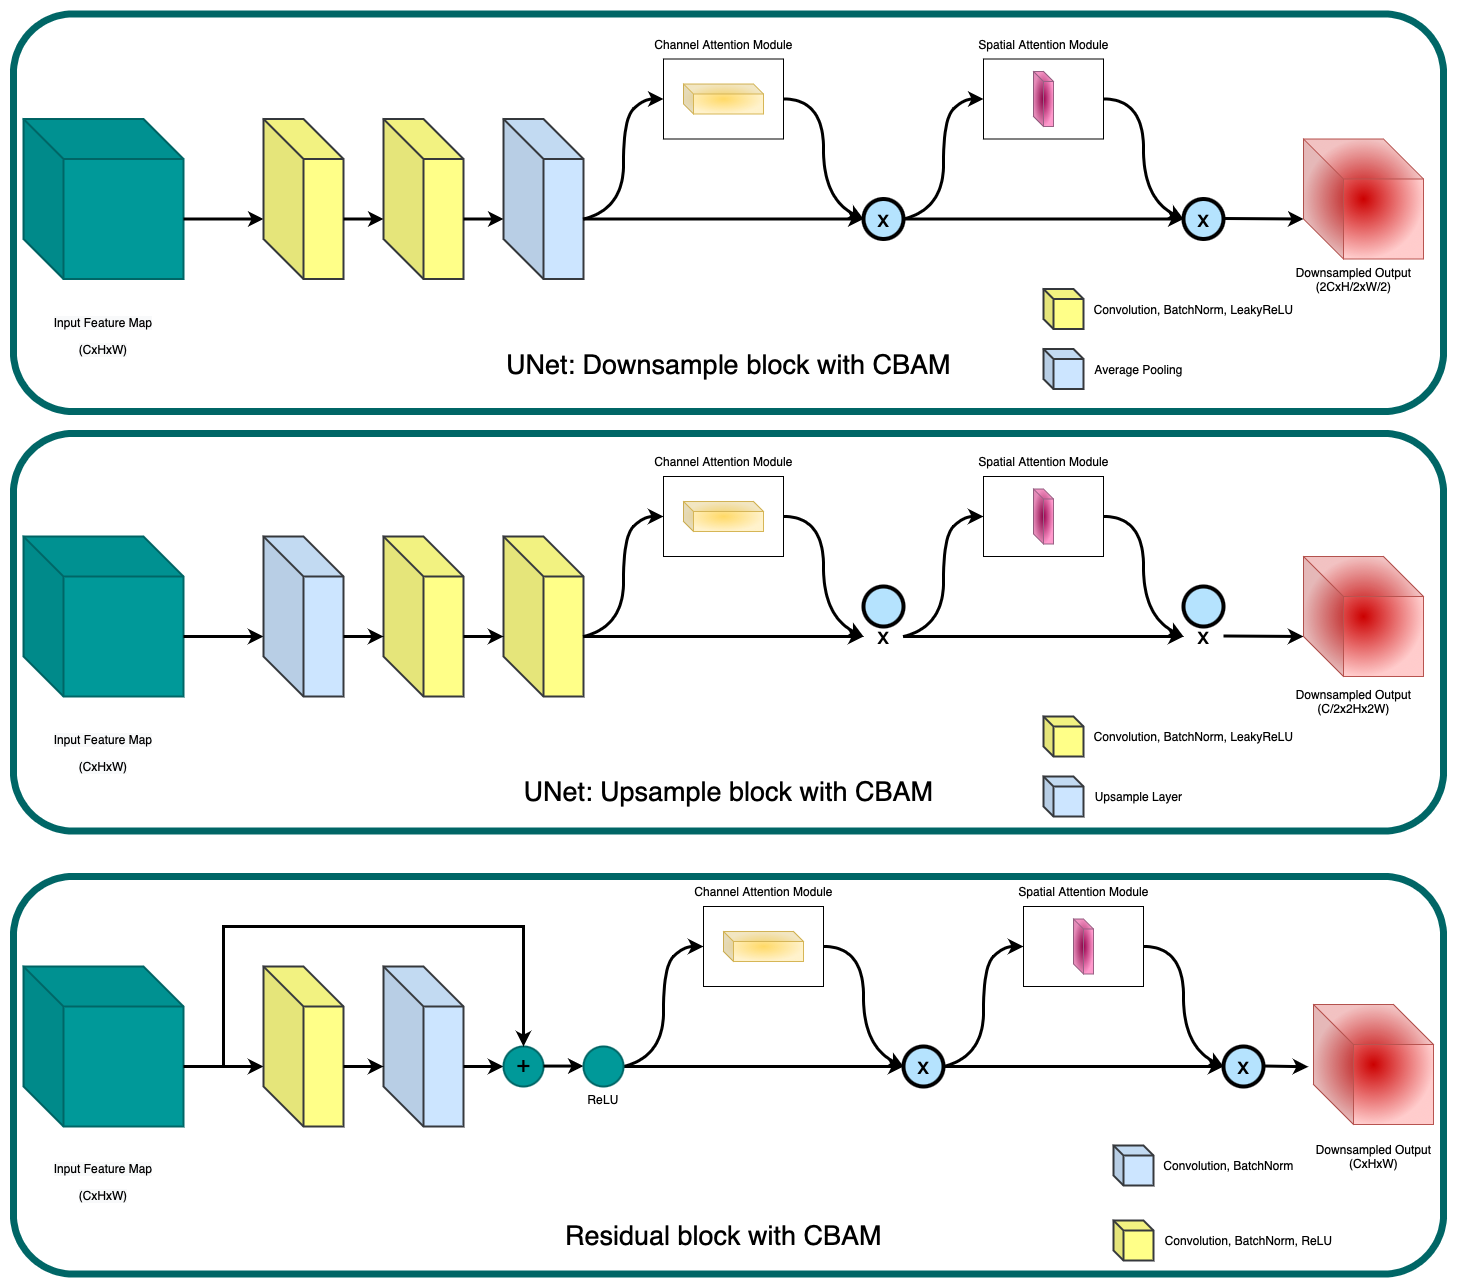 Channel Attention Module
Spatial Attention Module
X
X
Downsampled Output
(2CxH/2xW/2)
Input Feature Map
(CxHxW)
Convolution, BatchNorm, LeakyReLU
Average Pooling
UNet: Downsample block with CBAM
Channel Attention Module
Spatial Attention Module
X
X
Downsampled Output
(C/2x2Hx2W)
Input Feature Map
(CxHxW)
Convolution, BatchNorm, LeakyReLU
Upsample Layer
UNet: Upsample block with CBAM
Channel Attention Module
Spatial Attention Module
+
ReLU
X
X
Downsampled Output
(CxHxW)
Input Feature Map
(CxHxW)
Convolution, BatchNorm
Convolution, BatchNorm, ReLU
Residual block with CBAM